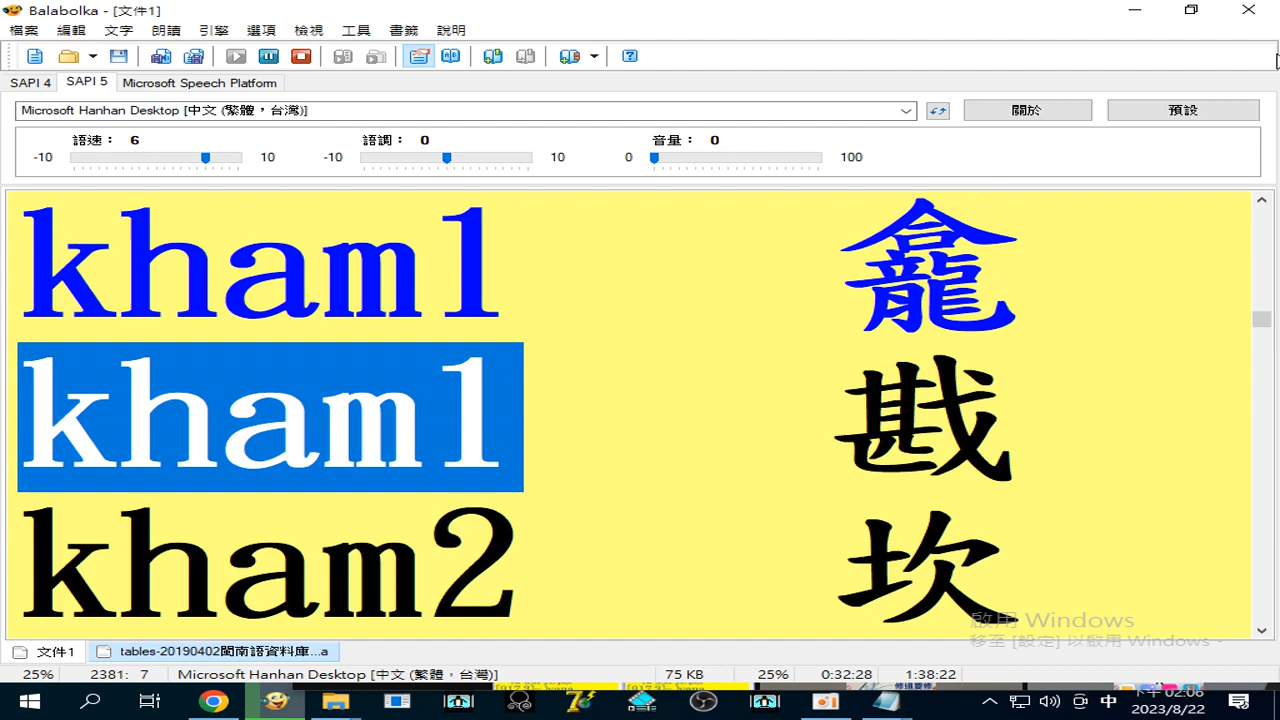 Balabolka - [文件1]
檔案 編輯 文字 朗讀 引擎 選項 檢視 工具 書籤 說明
SAPI 4 SAPI 5 Microsoft Speech Platform
Microsoft Hanhan Desktop [中文 (繁體，台灣)] 關於 預設
語速： 6 語調： 0 音量： 0
-10 10 -10 10 0 100
kham1 龕
kham1 戡
kham2 坎
啟用 Windows
移至 [設定] 以啟用 Windows。
文件1 tables-20190402閩南語資料庫...a
25% 2381: 7 Microsoft Hanhan Desktop [中文 (繁體，台灣)] 75 KB 25% 0:32:28 1:38:22
中 下午 02:06
2023/8/22